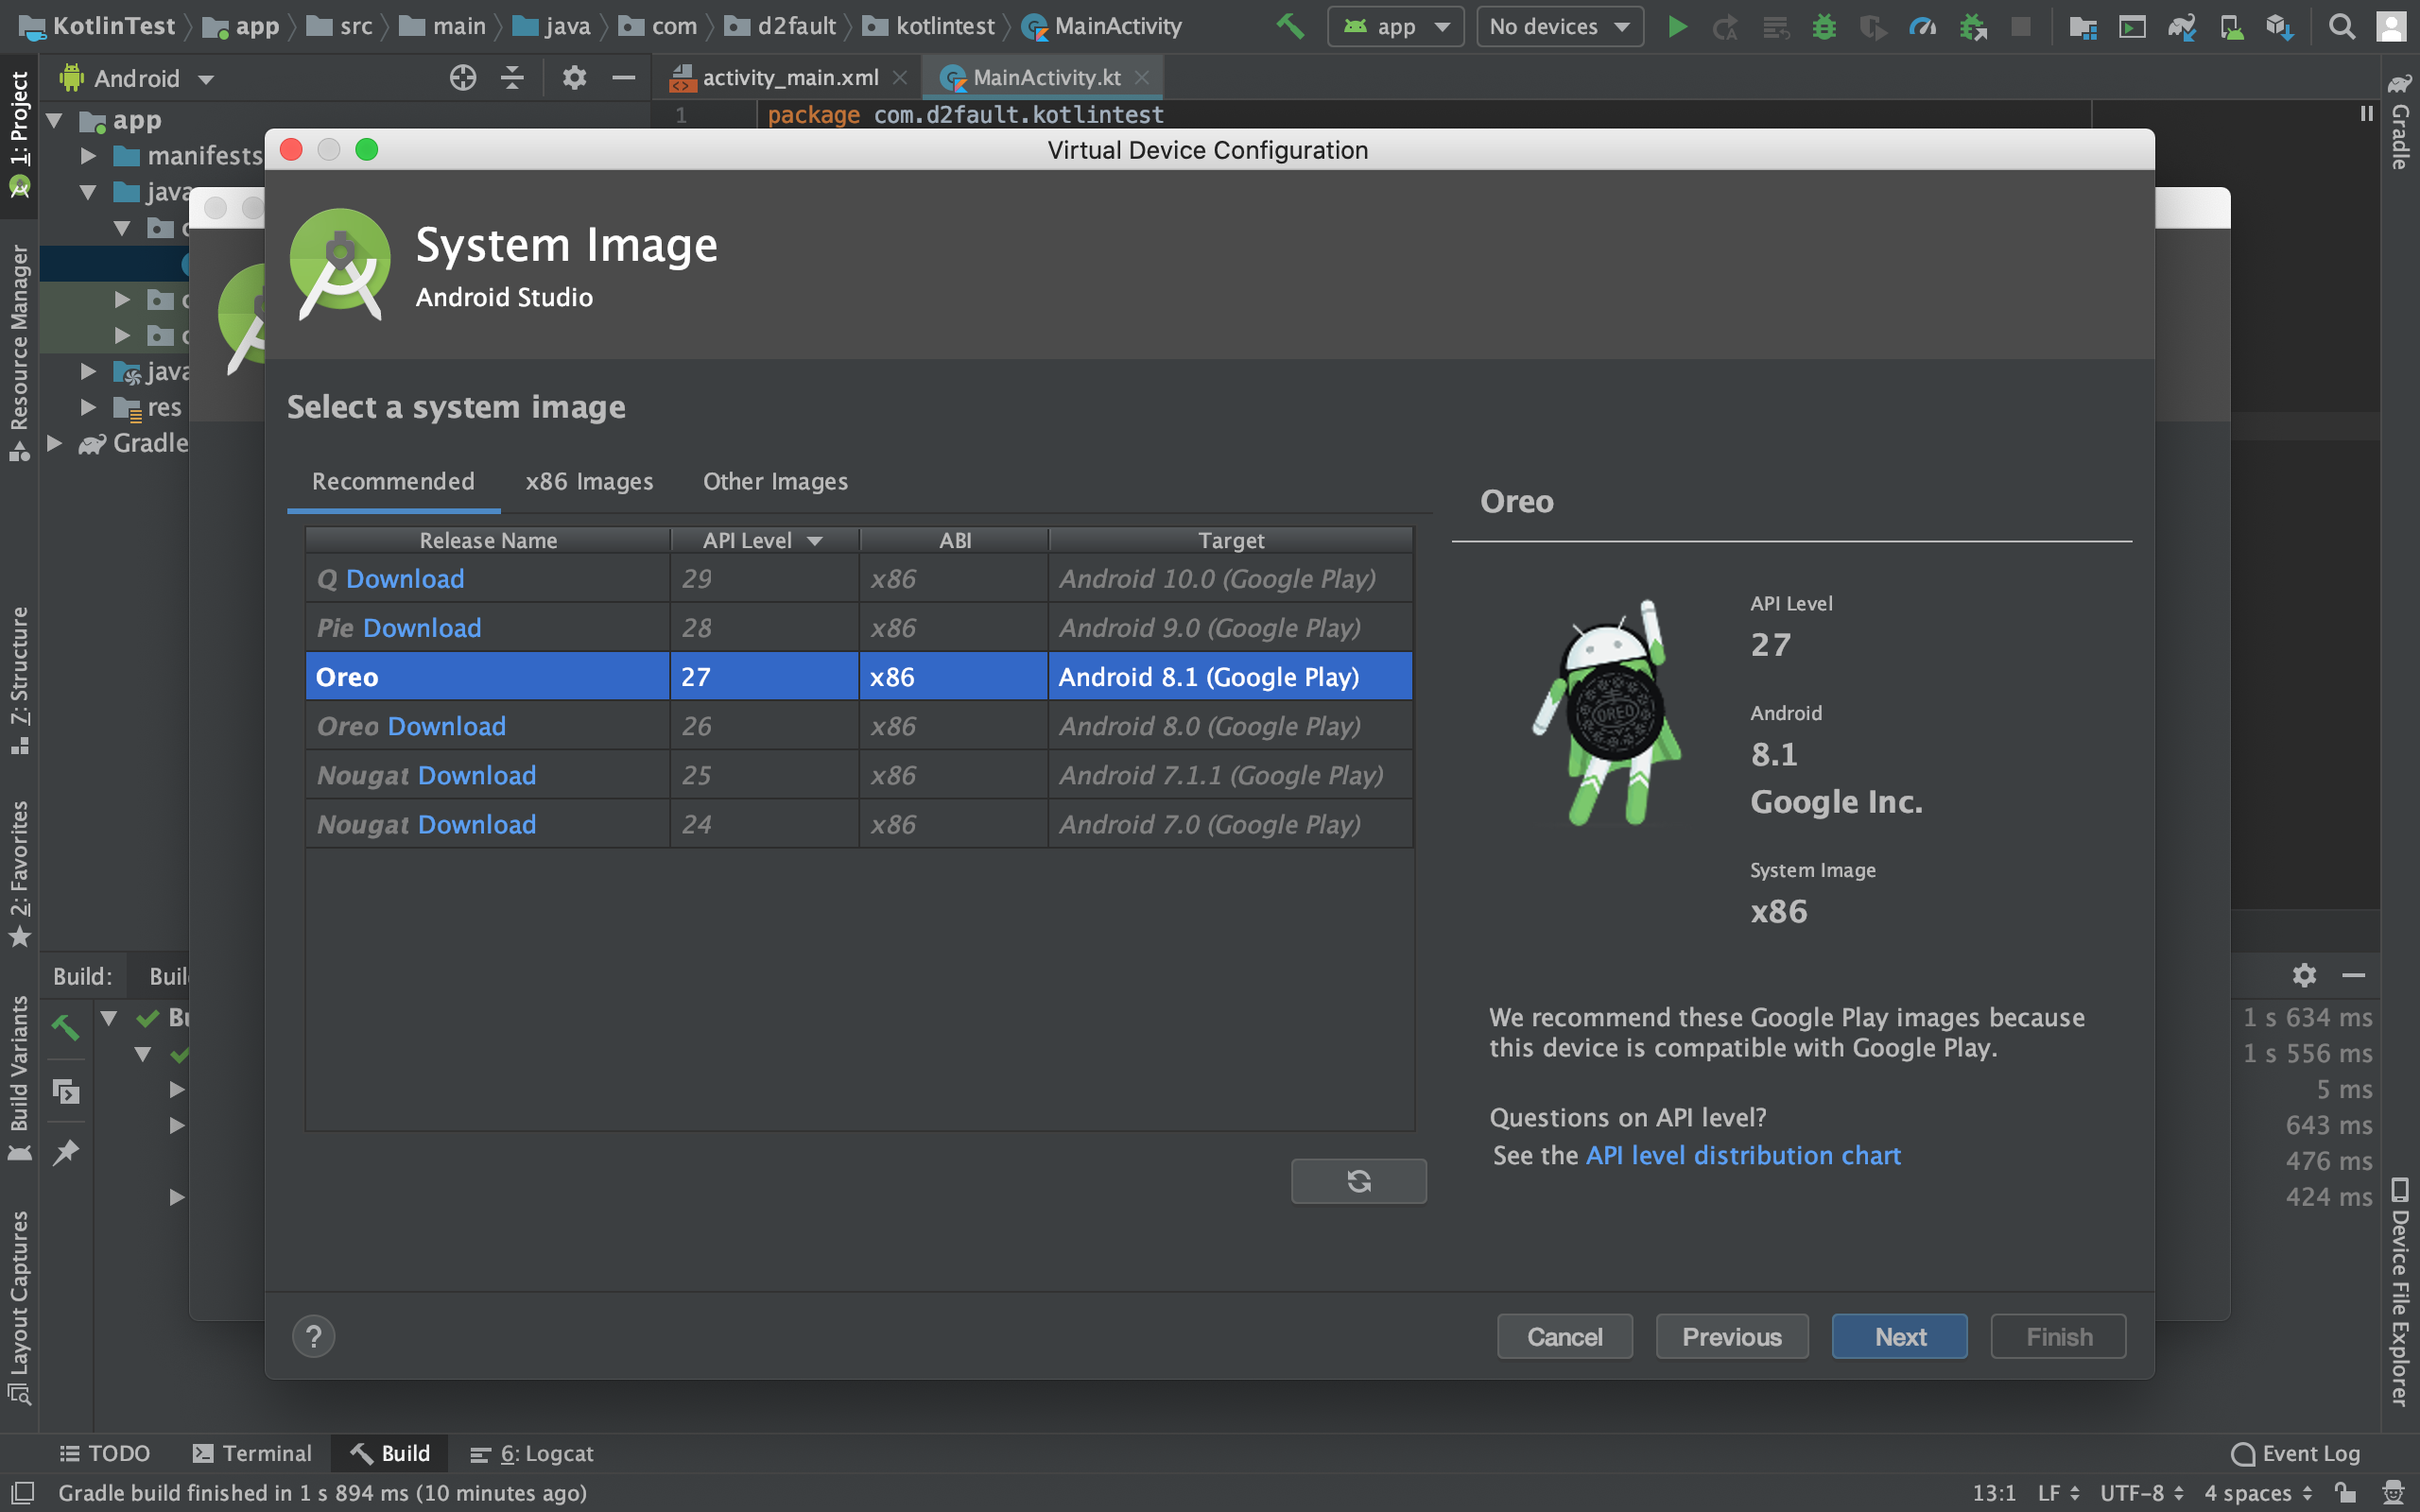 KotlinTest app src main java com d2fault kotlintest MainActivity app No devices
Android
activity_main.xml MainActivity.kt
1 package com.d2fault.kotlintest
app
manifests
java
java
res
Gradle
1: Project
Resource Manager
7: Structure
2: Favorites
Build Variants
Layout Captures
Gradle
Device File Explorer
Virtual Device Configuration
System Image
Android Studio
Select a system image
Recommended x86 Images Other Images
Release Name API Level ABI Target
Q Download 29 x86 Android 10.0 (Google Play)
Pie Download 28 x86 Android 9.0 (Google Play)
Oreo 27 x86 Android 8.1 (Google Play)
Oreo Download 26 x86 Android 8.0 (Google Play)
Nougat Download 25 x86 Android 7.1.1 (Google Play)
Nougat Download 24 x86 Android 7.0 (Google Play)
Oreo
API Level
27
Android
8.1
Google Inc.
System Image
x86
OREO
We recommend these Google Play images because
this device is compatible with Google Play.
Questions on API level?
See the API level distribution chart
? Cancel Previous Next Finish
Build:
1 s 634 ms
1 s 556 ms
5 ms
643 ms
476 ms
424 ms
TODO Terminal Build 6: Logcat Event Log
Gradle build finished in 1 s 894 ms (10 minutes ago) 13:1 LF UTF-8 4 spaces